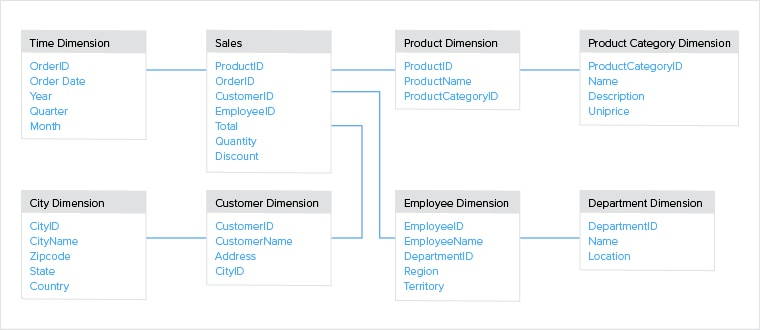 Time Dimension
OrderID
Order Date
Year
Quarter
Month
Sales
ProductID
OrderID
CustomerID
EmployeeID
Total
Quantity
Discount
Product Dimension
ProductID
ProductName
ProductCategoryID
Product Category Dimension
ProductCategoryID
Name
Description
Uniprice
City Dimension
CityID
CityName
Zipcode
State
Country
Customer Dimension
CustomerID
CustomerName
Address
CityID
Employee Dimension
EmployeeID
EmployeeName
DepartmentID
Region
Territory
Department Dimension
DepartmentID
Name
Location